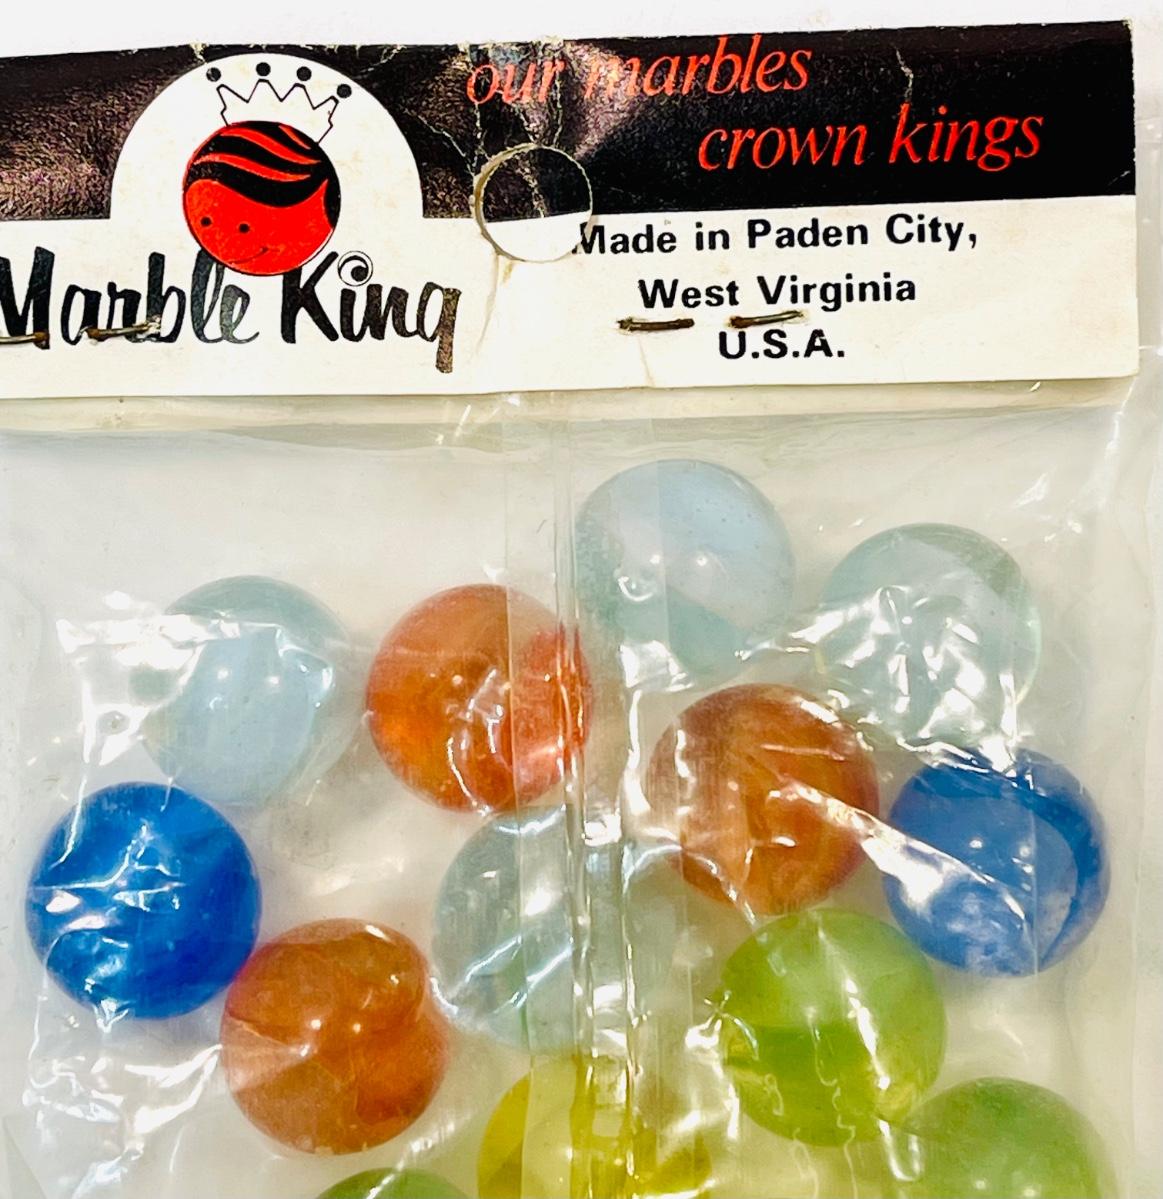 our marbles
crown kings
Marble King
Made in Paden City,
West Virginia
U.S.A.